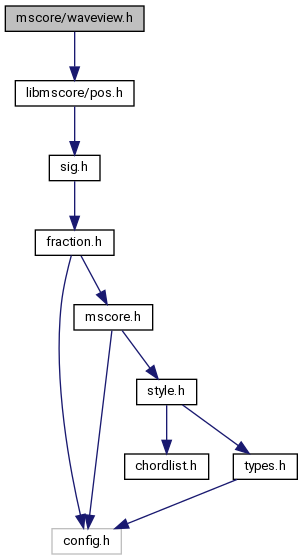 mscore/waveview.h
libmscore/pos.h
sig.h
fraction.h
mscore.h
style.h
chordlist.h
types.h
config.h